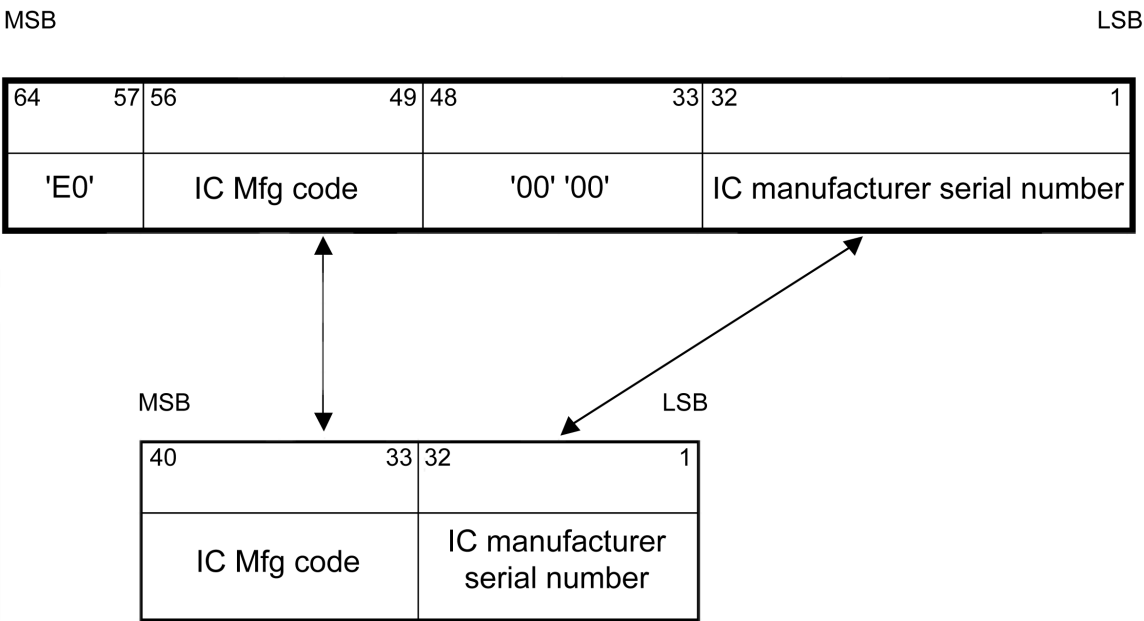 MSB LSB
64 57 56 49 48 33 32 1
'E0' IC Mfg code '00' '00' IC manufacturer serial number
MSB LSB
40 33 32 1
IC Mfg code IC manufacturer
serial number